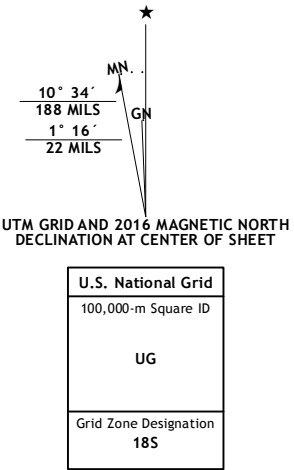 ★
MN
10° 34´
188 MILS
GN
1° 16´
22 MILS
UTM GRID AND 2016 MAGNETIC NORTH
DECLINATION AT CENTER OF SHEET
U.S. National Grid
100,000-m Square ID
UG
Grid Zone Designation
18S